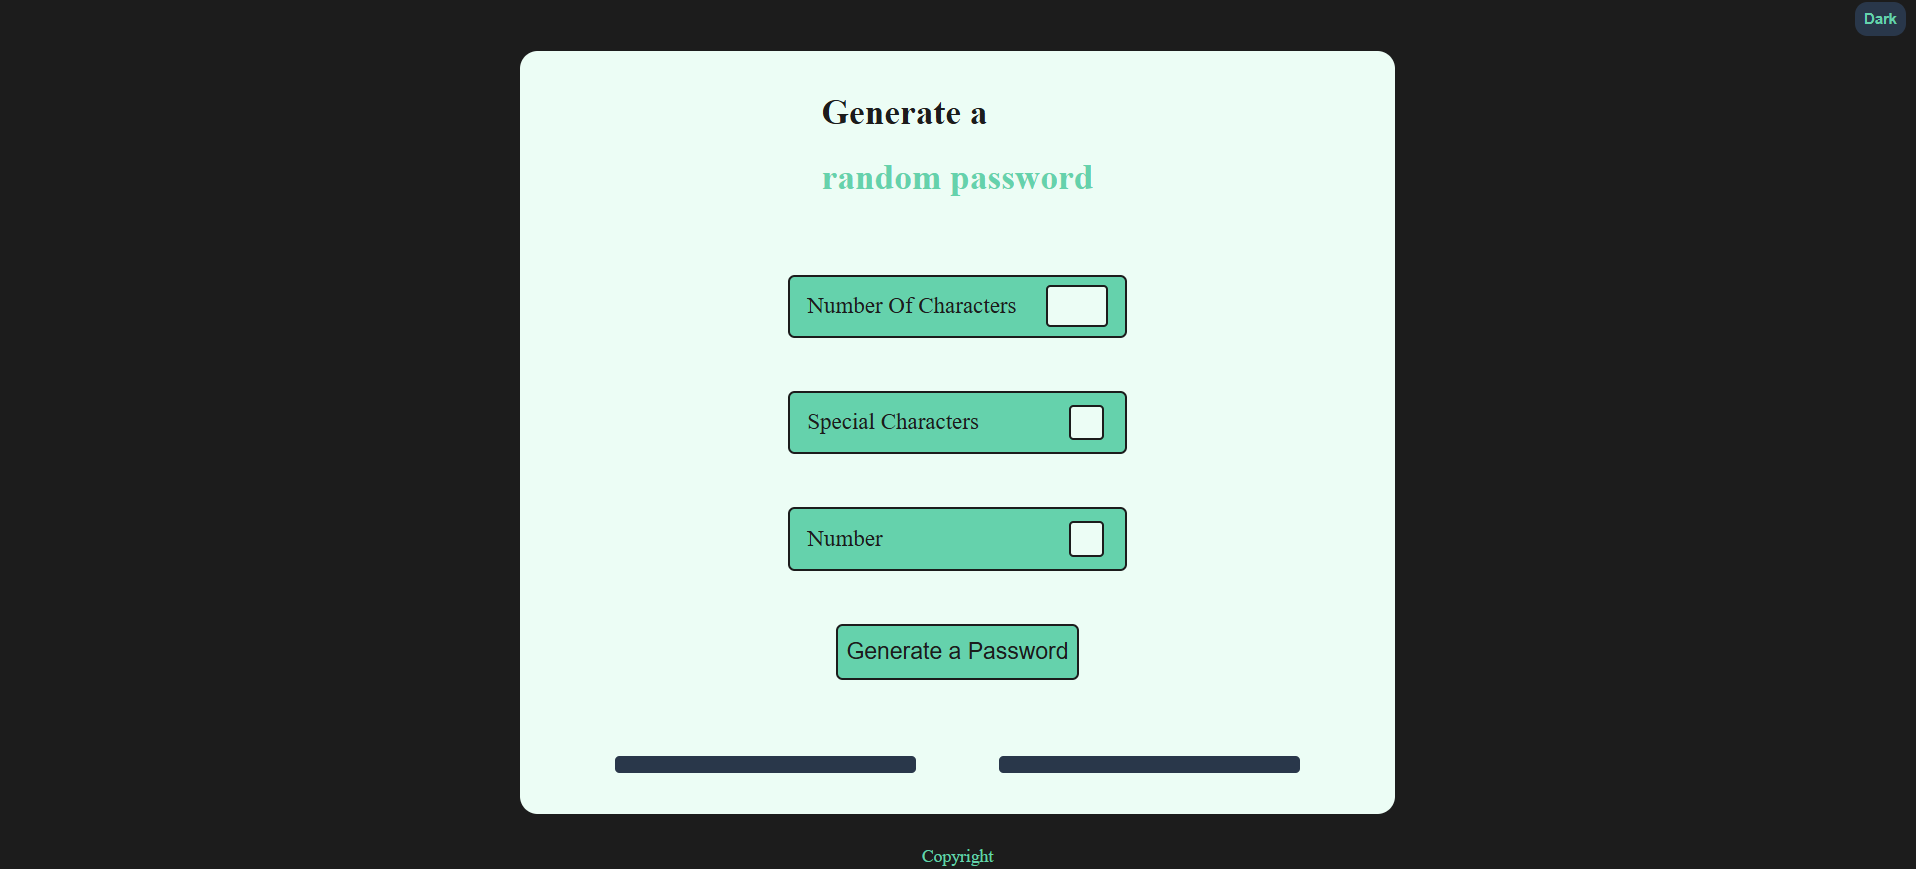 Dark
Generate a
random password
Number Of Characters
Special Characters
Number
Generate a Password
Copyright